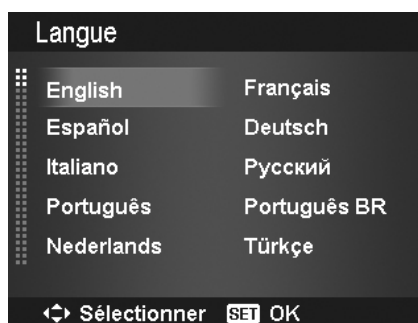 Langue
English Français
Español Deutsch
Italiano Русский
Português Português BR
Nederlands Türkçe
Sélectionner SET OK